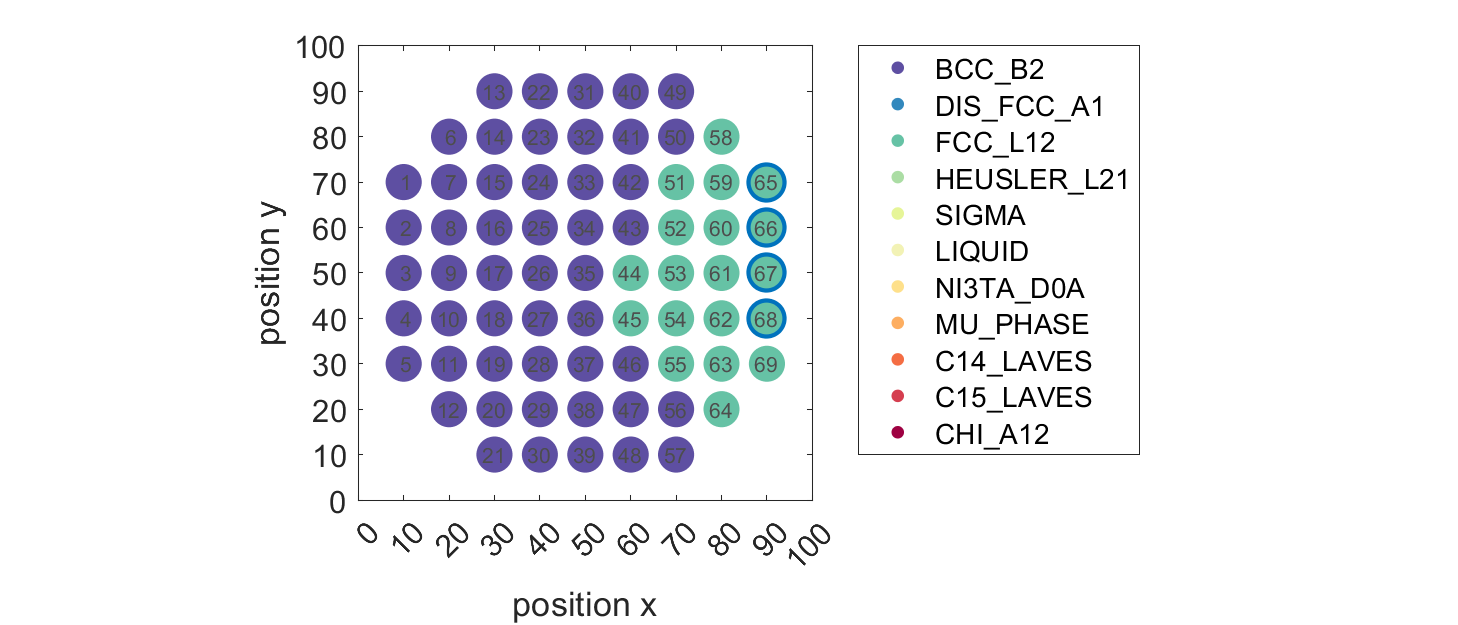 100
90
80
70
60
50
40
30
20
10
0
13 22 31 40 49
6 14 23 32 41 50 58
1 7 15 24 33 42 51 59 65
2 8 16 25 34 43 52 60 66
3 9 17 26 35 44 53 61 67
4 10 18 27 36 45 54 62 68
5 11 19 28 37 46 55 63 69
12 20 29 38 47 56 64
21 30 39 48 57
0 10 20 30 40 50 60 70 80 90 100
position x
position y
BCC_B2
DIS_FCC_A1
FCC_L12
HEUSLER_L21
SIGMA
LIQUID
NI3TA_D0A
MU_PHASE
C14_LAVES
C15_LAVES
CHI_A12